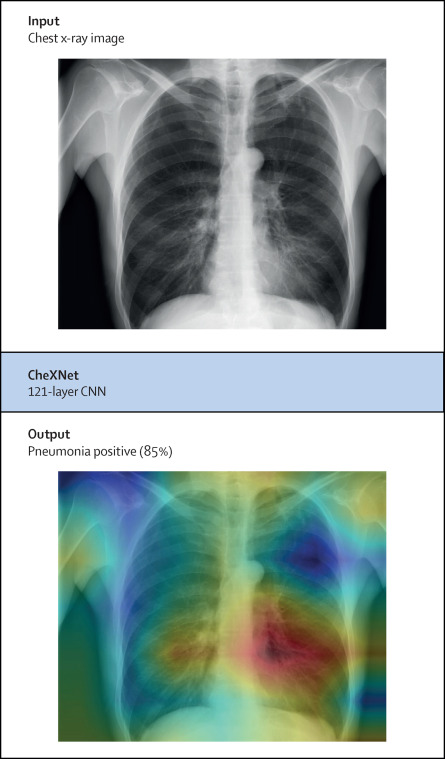 Input
Chest x-ray image
CheXNet
121-layer CNN
Output
Pneumonia positive (85%)